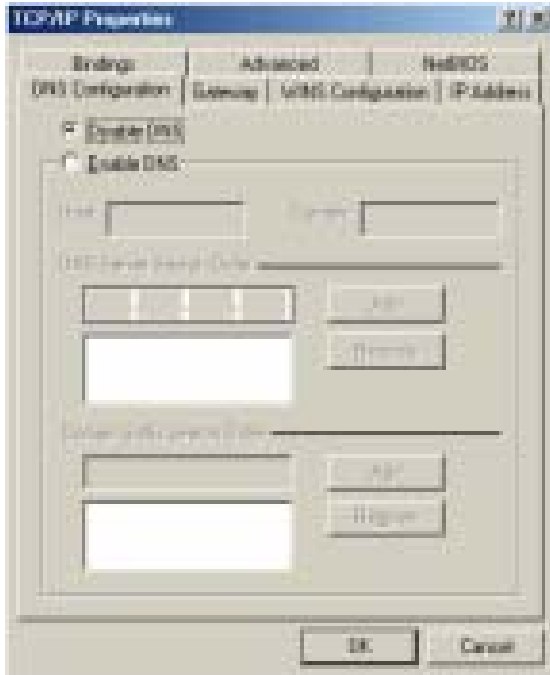 TCP/IP Properties
Bindings Advanced NetBIOS
DNS Configuration Gateway WINS Configuration IP Address
Disable DNS
Enable DNS
Host: Domain:
DNS Server Search Order
Add
Remove
Domain Suffix Search Order
Add
Remove
OK Cancel